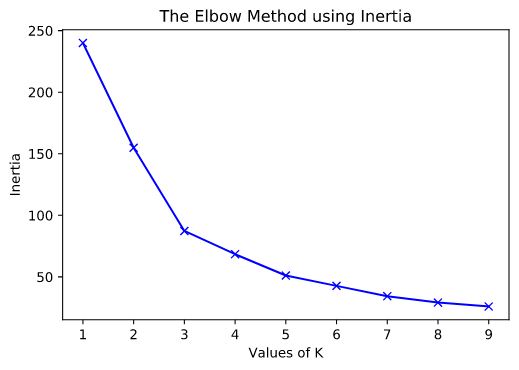 The Elbow Method using Inertia
250
200
150
100
50
Inertia
1 2 3 4 5 6 7 8 9
Values of K